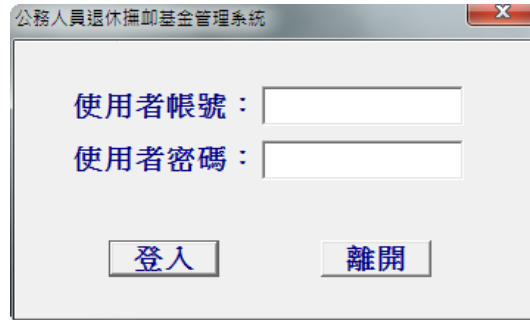 公務人員退休撫卹基金管理系統
使用者帳號：
使用者密碼：
登入 離開